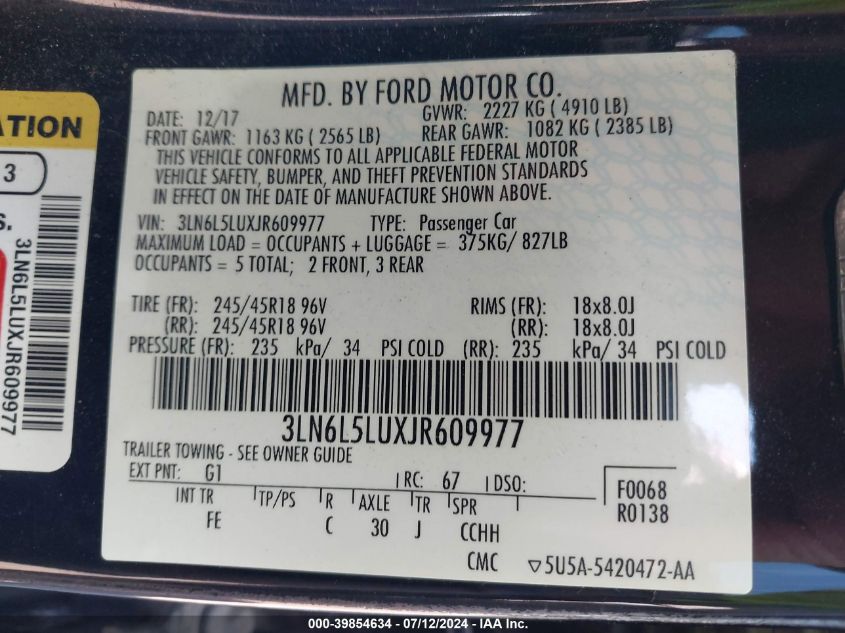 MFD. BY FORD MOTOR CO.
DATE: 12/17 GVWR: 2227 KG ( 4910 LB)
FRONT GAWR: 1163 KG ( 2565 LB) REAR GAWR: 1082 KG ( 2385 LB)
THIS VEHICLE CONFORMS TO ALL APPLICABLE FEDERAL MOTOR
VEHICLE SAFETY, BUMPER, AND THEFT PREVENTION STANDARDS
IN EFFECT ON THE DATE OF MANUFACTURE SHOWN ABOVE.
VIN: 3LN6L5LUXJR609977 TYPE: Passenger Car
MAXIMUM LOAD = OCCUPANTS + LUGGAGE = 375KG/ 827LB
OCCUPANTS = 5 TOTAL; 2 FRONT, 3 REAR
TIRE (FR): 245/45R18 96V RIMS (FR): 18x8.0J
(RR): 245/45R18 96V (RR): 18x8.0J
PRESSURE (FR): 235 kPa/ 34 PSI COLD (RR): 235 kPa/ 34 PSI COLD
3LN6L5LUXJR609977
TRAILER TOWING - SEE OWNER GUIDE
EXT PNT: G1 RC: 67 DSO:
INT TR TP/PS R AXLE TR SPR
FE C 30 J CCHH
F0068
R0138
CMC ▽5U5A-5420472-AA
ATION
3
S.
3LN6L5LUXJR609977
000-39854634 - 07/12/2024 - IAA Inc.